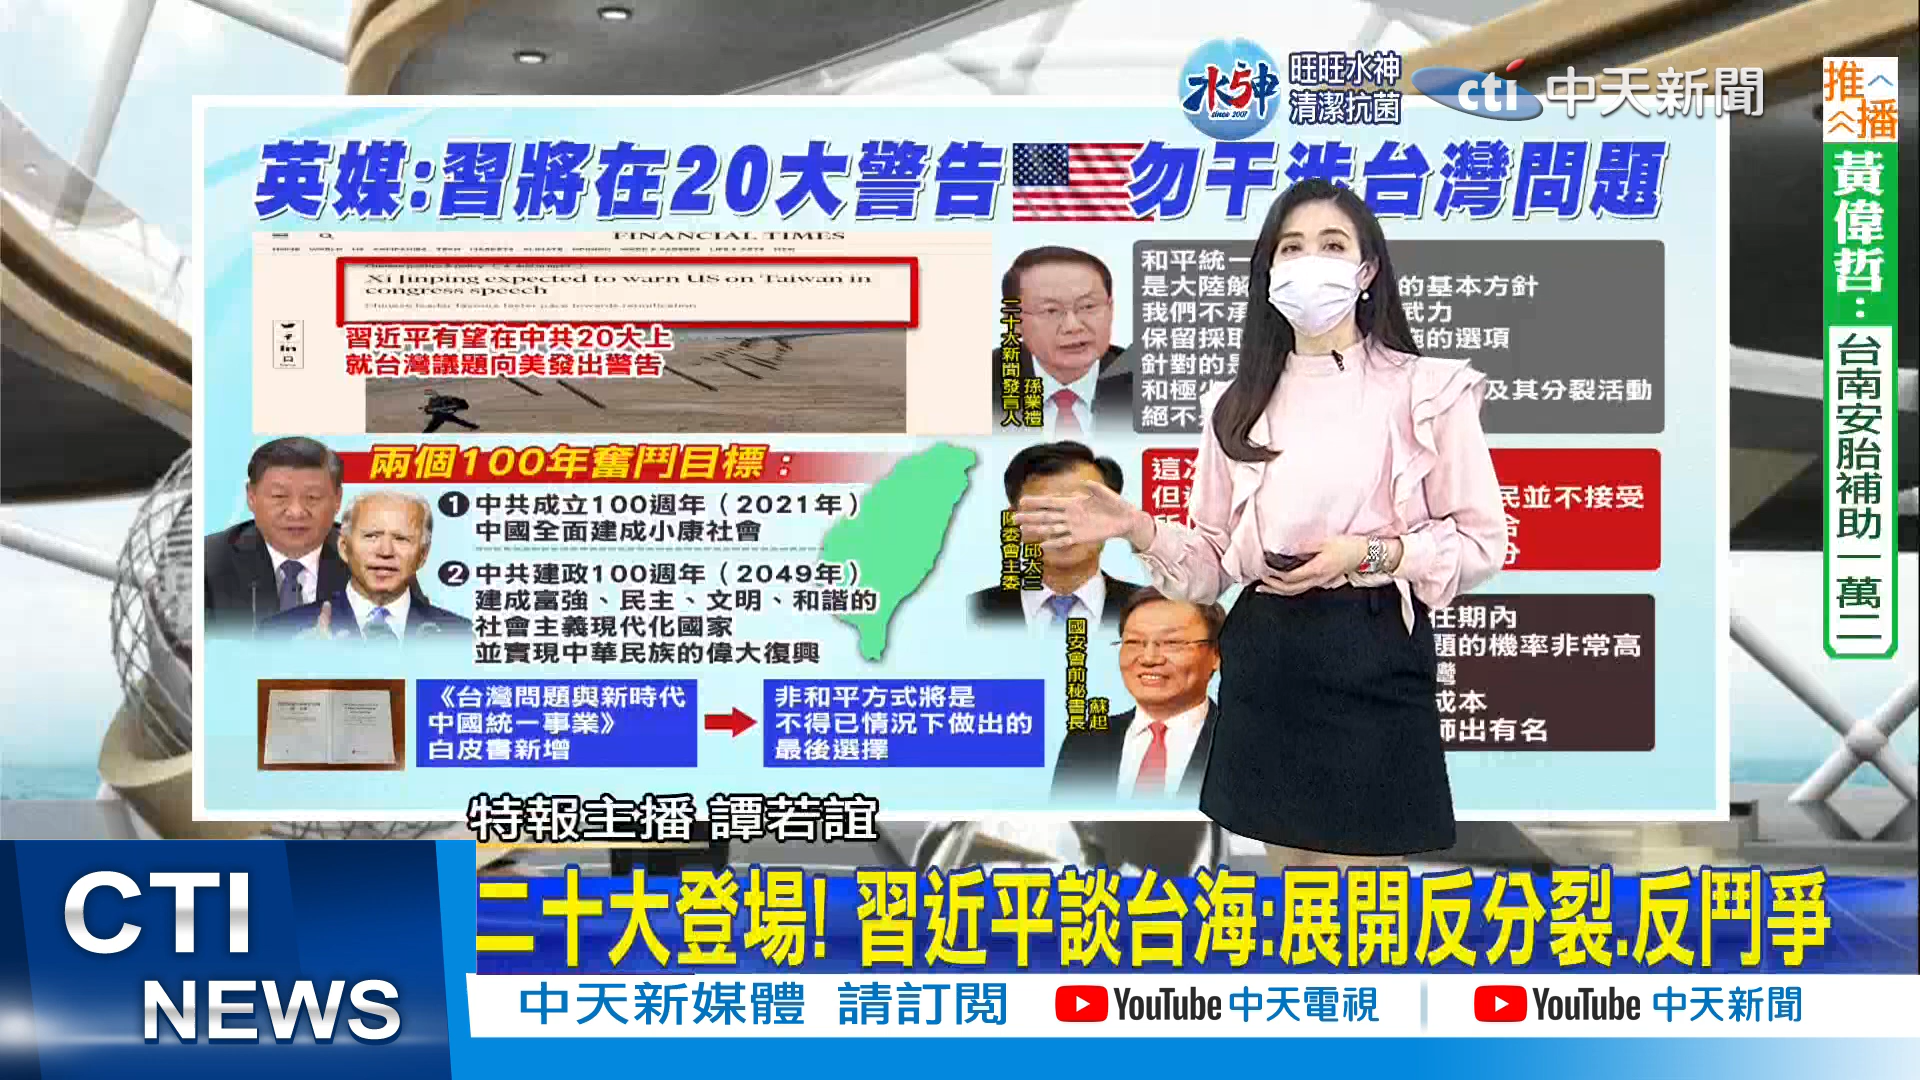 水神
since 2007
旺旺水神
清潔抗菌
cti 中天新聞
推播
黃偉哲：台南安胎補助一萬二
英媒:習將在20大警告 勿干涉台灣問題
FINANCIAL TIMES
Xi Jinping expected to warn US on Taiwan in
congress speech
習近平有望在中共20大上
就台灣議題向美發出警告
兩個100年奮鬥目標：
1 中共成立100週年（2021年）
中國全面建成小康社會
2 中共建政100週年（2049年）
建成富強、民主、文明、和諧的
社會主義現代化國家
並實現中華民族的偉大復興
《台灣問題與新時代
中國統一事業》
白皮書新增
非和平方式將是
不得已情況下做出的
最後選擇
二十大新聞發言人
孫業禮
和平統一
是大陸解 的基本方針
我們不承 武力
保留採取 施的選項
針對的是
和極少 及其分裂活動
絕不
陸委會主委
邱太三
這次
但 民並不接受
國安會前秘書長
蘇起
任期內
題的機率非常高
灣
成本
師出有名
特報主播 譚若誼
CTI
NEWS
二十大登場! 習近平談台海:展開反分裂.反鬥爭
中天新媒體 請訂閱 YouTube 中天電視 YouTube 中天新聞